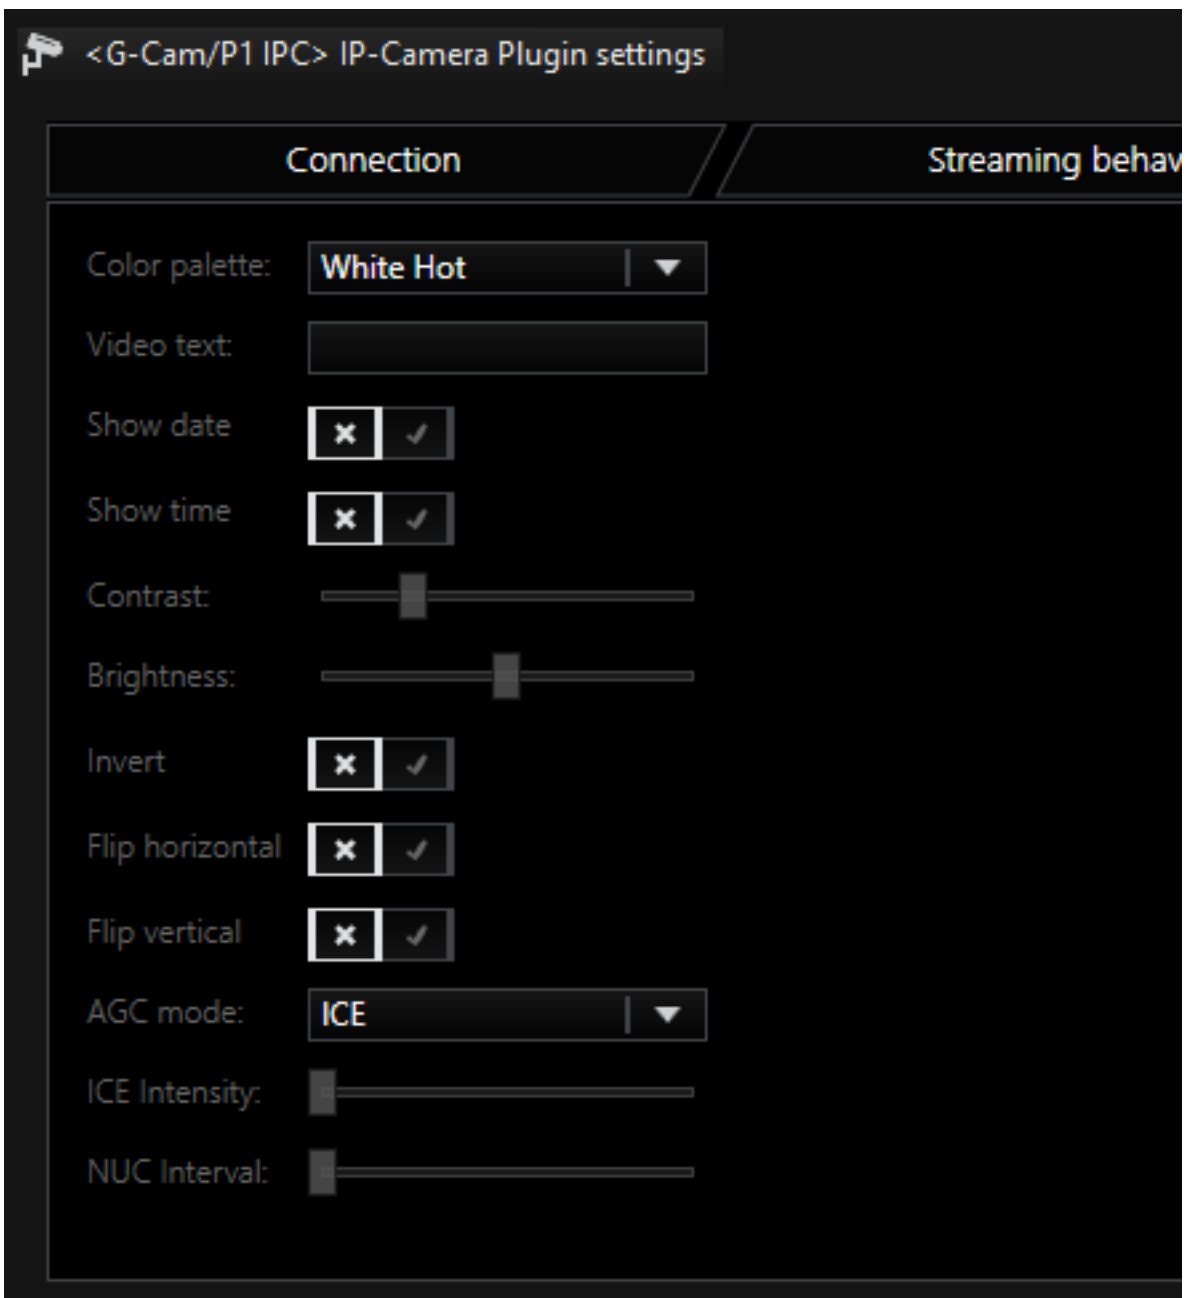 <G-Cam/P1 IPC> IP-Camera Plugin settings
Connection
Streaming behav
Color palette:
White Hot
Video text:
Show date
Show time
Contrast:
Brightness:
Invert
Flip horizontal
Flip vertical
AGC mode:
ICE
ICE Intensity:
NUC Interval: